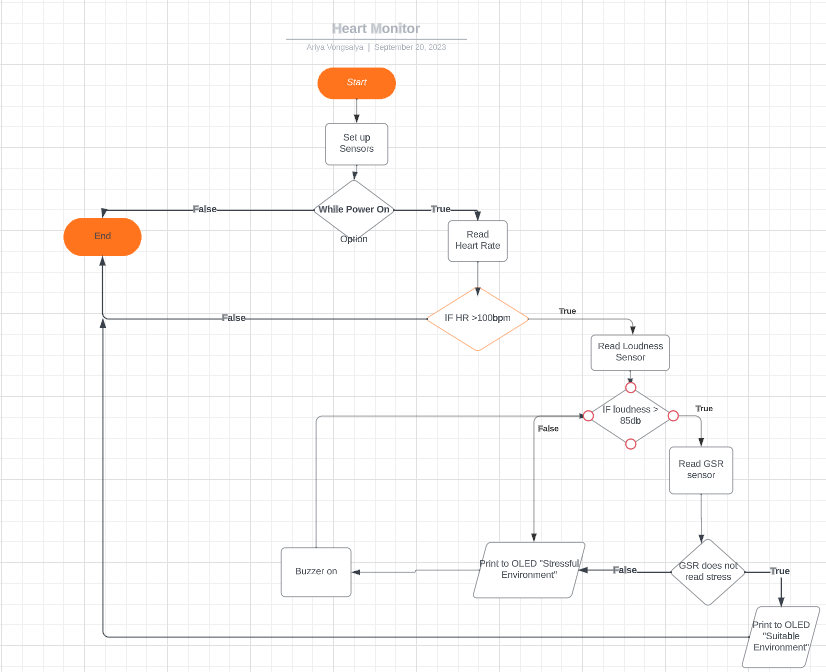 Heart Monitor
Ariya Vongsaiya | September 20, 2023
Start
Set up
Sensors
While Power On
Option
False
True
End
Read
Heart Rate
IF HR >100bpm
False
True
Read Loudness
Sensor
IF loudness >
85db
True
False
Read GSR
sensor
GSR does not
read stress
False
True
Print to OLED "Stressful
Environment"
Buzzer on
Print to OLED
"Suitable
Environment"